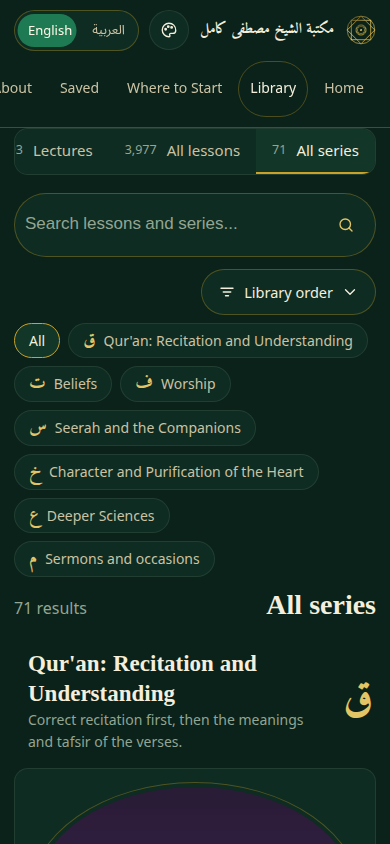 English العربية مكتبة الشيخ مصطفى كامل
bout Saved Where to Start Library Home
3 Lectures 3,977 All lessons 71 All series
Search lessons and series...
Library order
All ق Qur'an: Recitation and Understanding
ت Beliefs ف Worship
س Seerah and the Companions
خ Character and Purification of the Heart
ع Deeper Sciences
م Sermons and occasions
71 results All series
Qur'an: Recitation and
Understanding
Correct recitation first, then the meanings
and tafsir of the verses.
ق